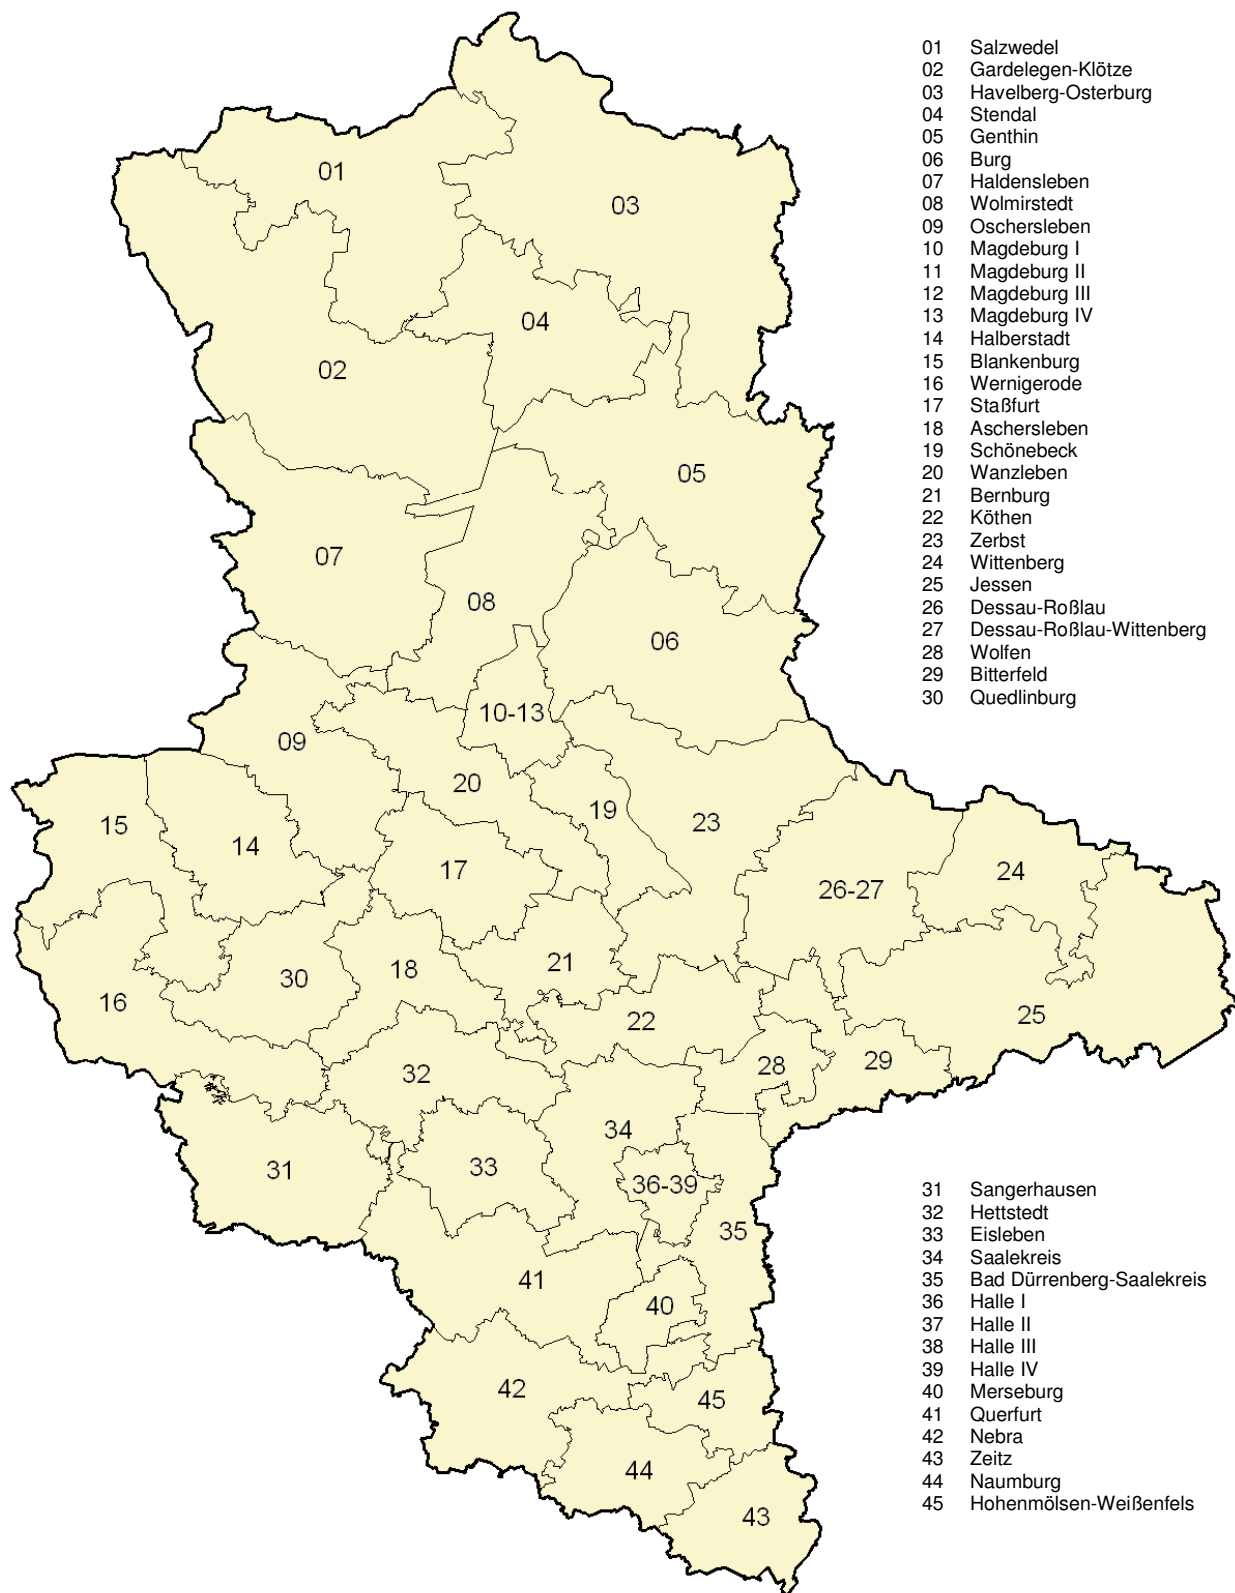 01 Salzwedel
02 Gardelegen-Klötze
03 Havelberg-Osterburg
04 Stendal
05 Genthin
06 Burg
07 Haldensleben
08 Wolmirstedt
09 Oschersleben
10 Magdeburg I
11 Magdeburg II
12 Magdeburg III
13 Magdeburg IV
14 Halberstadt
15 Blankenburg
16 Wernigerode
17 Staßfurt
18 Aschersleben
19 Schönebeck
20 Wanzleben
21 Bernburg
22 Köthen
23 Zerbst
24 Wittenberg
25 Jessen
26 Dessau-Roßlau
27 Dessau-Roßlau-Wittenberg
28 Wolfen
29 Bitterfeld
30 Quedlinburg
31 Sangerhausen
32 Hettstedt
33 Eisleben
34 Saalekreis
35 Bad Dürrenberg-Saalekreis
36 Halle I
37 Halle II
38 Halle III
39 Halle IV
40 Merseburg
41 Querfurt
42 Nebra
43 Zeitz
44 Naumburg
45 Hohenmölsen-Weißenfels
01
03
04
02
05
07
08
06
10-13
09
20
19
23
15
14
17
24
26-27
18
21
30
16
22
25
28
29
32
34
31
33
36-39
35
41
40
42
45
44
43